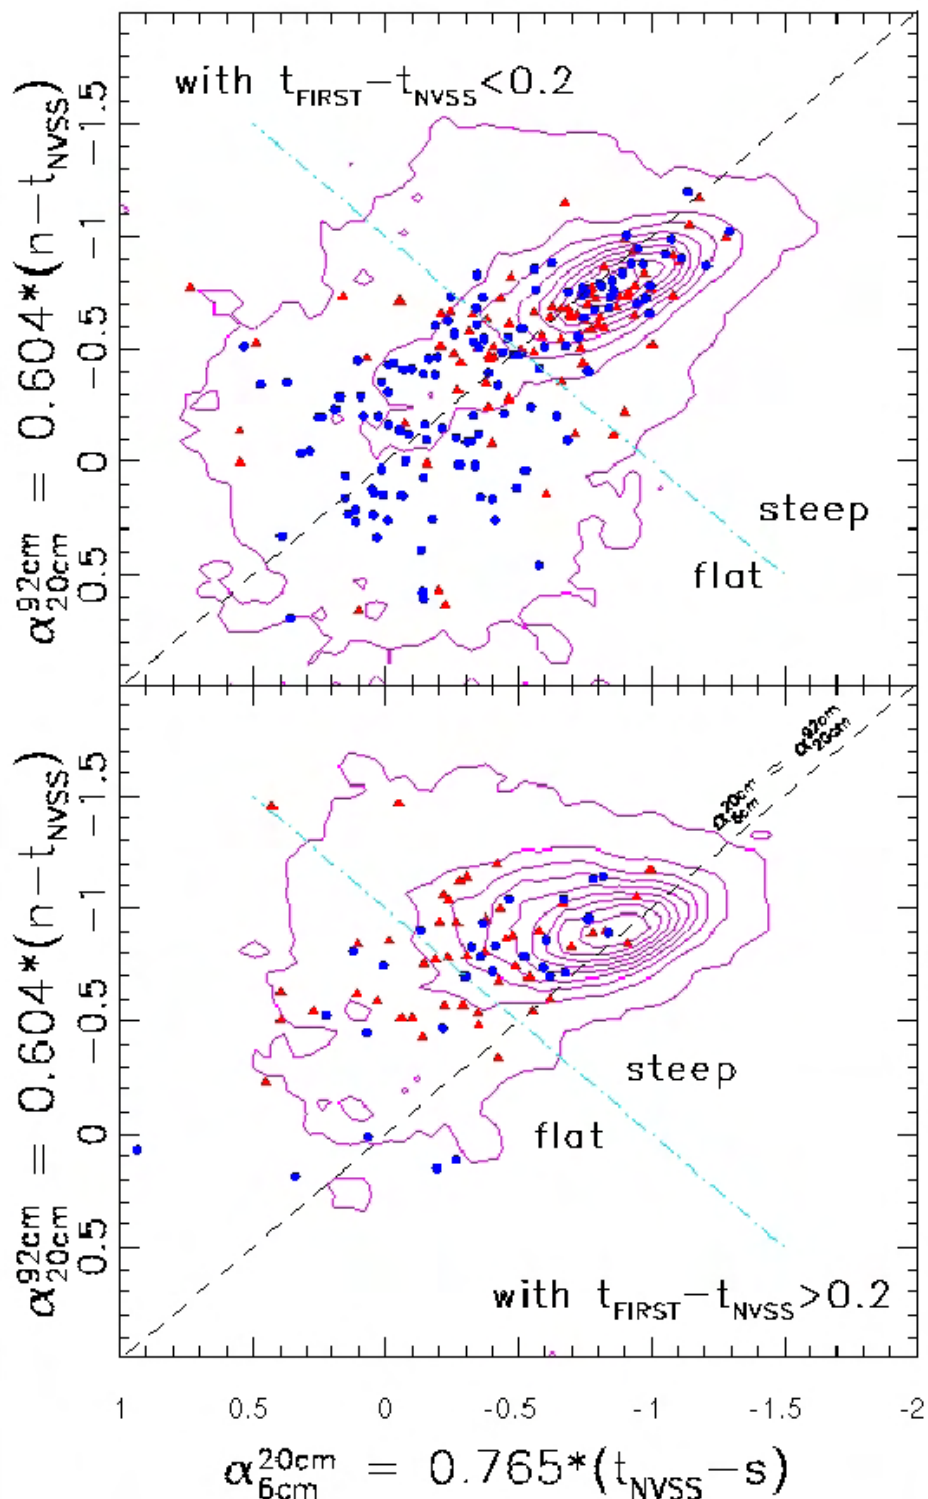 with t_FIRST−t_NVSS<0.2
α^92cm_20cm = 0.604*(n−t_NVSS)
−1.5
−1
−0.5
0
0.5
steep
flat
α^20cm_6cm = α^92cm_20cm
α^92cm_20cm = 0.604*(n−t_NVSS)
−1.5
−1
−0.5
0
0.5
steep
flat
with t_FIRST−t_NVSS>0.2
1 0.5 0 -0.5 -1 -1.5 -2
α^20cm_6cm = 0.765*(t_NVSS−s)